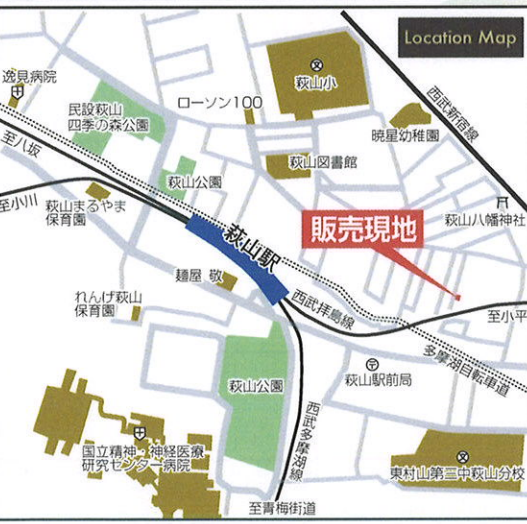 Location Map
逸見病院
民設萩山
四季の森公園
ローソン100
萩山小
西武新宿線
暁星幼稚園
萩山図書館
至八坂
萩山公園
至小川
萩山まるやま
保育園
萩山八幡神社
萩山駅
販売現地
麺屋 敬
西武拝島線
至小平
れんげ萩山
保育園
多摩湖自転車道
萩山駅前局
萩山公園
西武多摩湖線
国立精神・神経医療
研究センター病院
東村山第三中萩山分校
至青梅街道